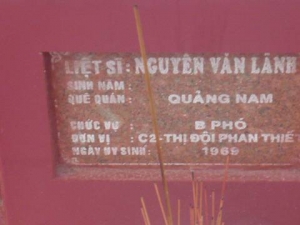 LIỆT SĨ: NGUYỄN VĂN LÀNH
SINH NĂM:
QUÊ QUÁN: QUẢNG NAM
CHỨC VỤ: B PHÓ
ĐƠN VỊ: C2-THỊ ĐỘI PHAN THIẾT
NGÀY HY SINH: 1969